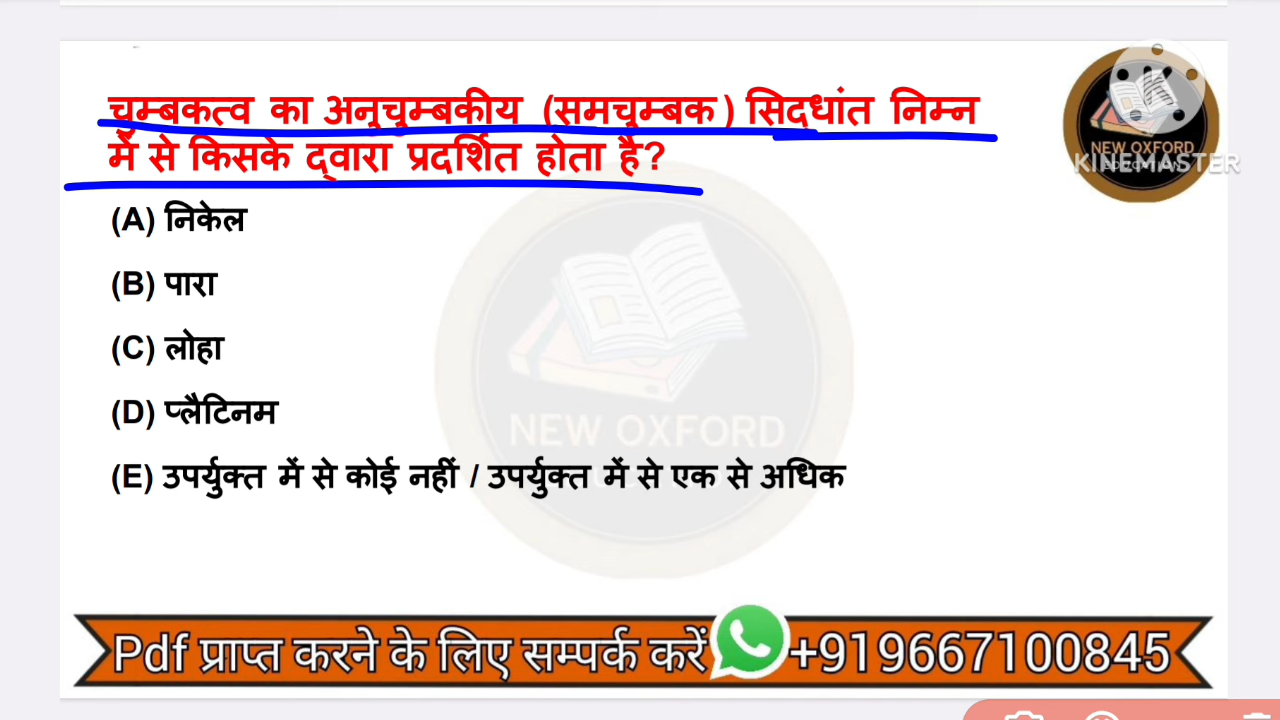 चुम्बकत्व का अनुचुम्बकीय (समचुम्बक ) सिद्धांत निम्न
में से किसके द्वारा प्रदर्शित होता है?
(A) निकेल
(B) पारा
(C) लोहा
(D) प्लैटिनम
(E) उपर्युक्त में से कोई नहीं / उपर्युक्त में से एक से अधिक
NEW OXFORD
KINEMASTER
NEW OXFORD
Pdf प्राप्त करने के लिए सम्पर्क करें +919667100845